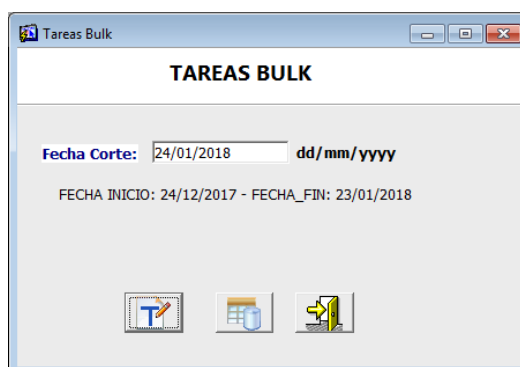 Tareas Bulk
TAREAS BULK
Fecha Corte: 24/01/2018 dd/mm/yyyy
FECHA INICIO: 24/12/2017 - FECHA_FIN: 23/01/2018
T